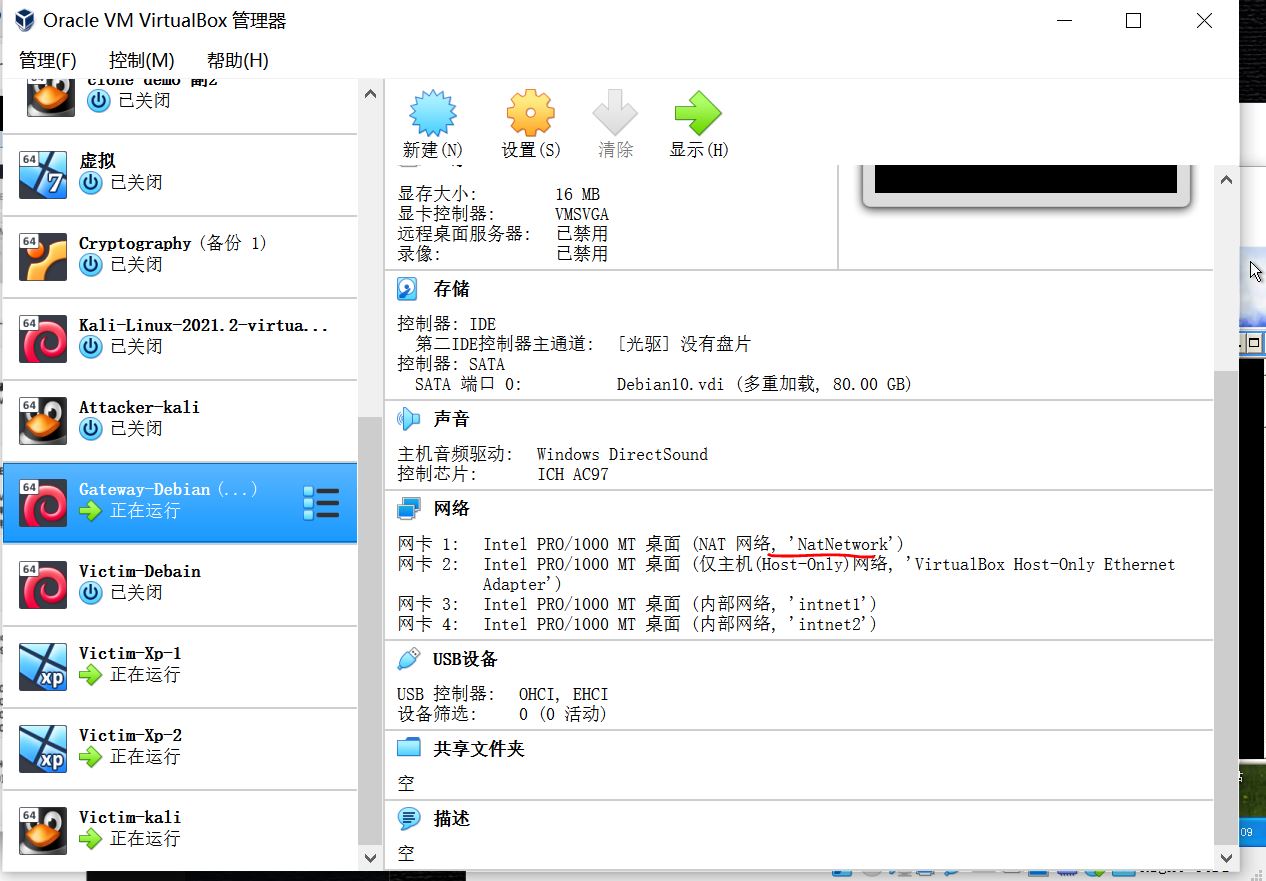 Oracle VM VirtualBox 管理器
管理(F) 控制(M) 帮助(H)
clone demo 副2
已关闭
64
虚拟
已关闭
64
Cryptography (备份 1)
已关闭
64
Kali-Linux-2021.2-virtua...
已关闭
64
Attacker-kali
已关闭
64
Gateway-Debian (...)
正在运行
64
Victim-Debain
已关闭
Victim-Xp-1
正在运行
Victim-Xp-2
正在运行
64
Victim-kali
正在运行
新建(N) 设置(S) 清除 显示(H)
显存大小: 16 MB
显卡控制器: VMSVGA
远程桌面服务器: 已禁用
录像: 已禁用
存储
控制器: IDE
第二IDE控制器主通道: [光驱] 没有盘片
控制器: SATA
SATA 端口 0: Debian10.vdi (多重加载, 80.00 GB)
声音
主机音频驱动: Windows DirectSound
控制芯片: ICH AC97
网络
网卡 1: Intel PRO/1000 MT 桌面 (NAT 网络, 'NatNetwork')
网卡 2: Intel PRO/1000 MT 桌面 (仅主机(Host-Only)网络, 'VirtualBox Host-Only Ethernet
Adapter')
网卡 3: Intel PRO/1000 MT 桌面 (内部网络, 'intnet1')
网卡 4: Intel PRO/1000 MT 桌面 (内部网络, 'intnet2')
USB设备
USB 控制器: OHCI, EHCI
设备筛选: 0 (0 活动)
共享文件夹
空
描述
空